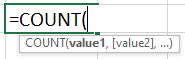 =COUNT(
COUNT(value1, [value2], ...)